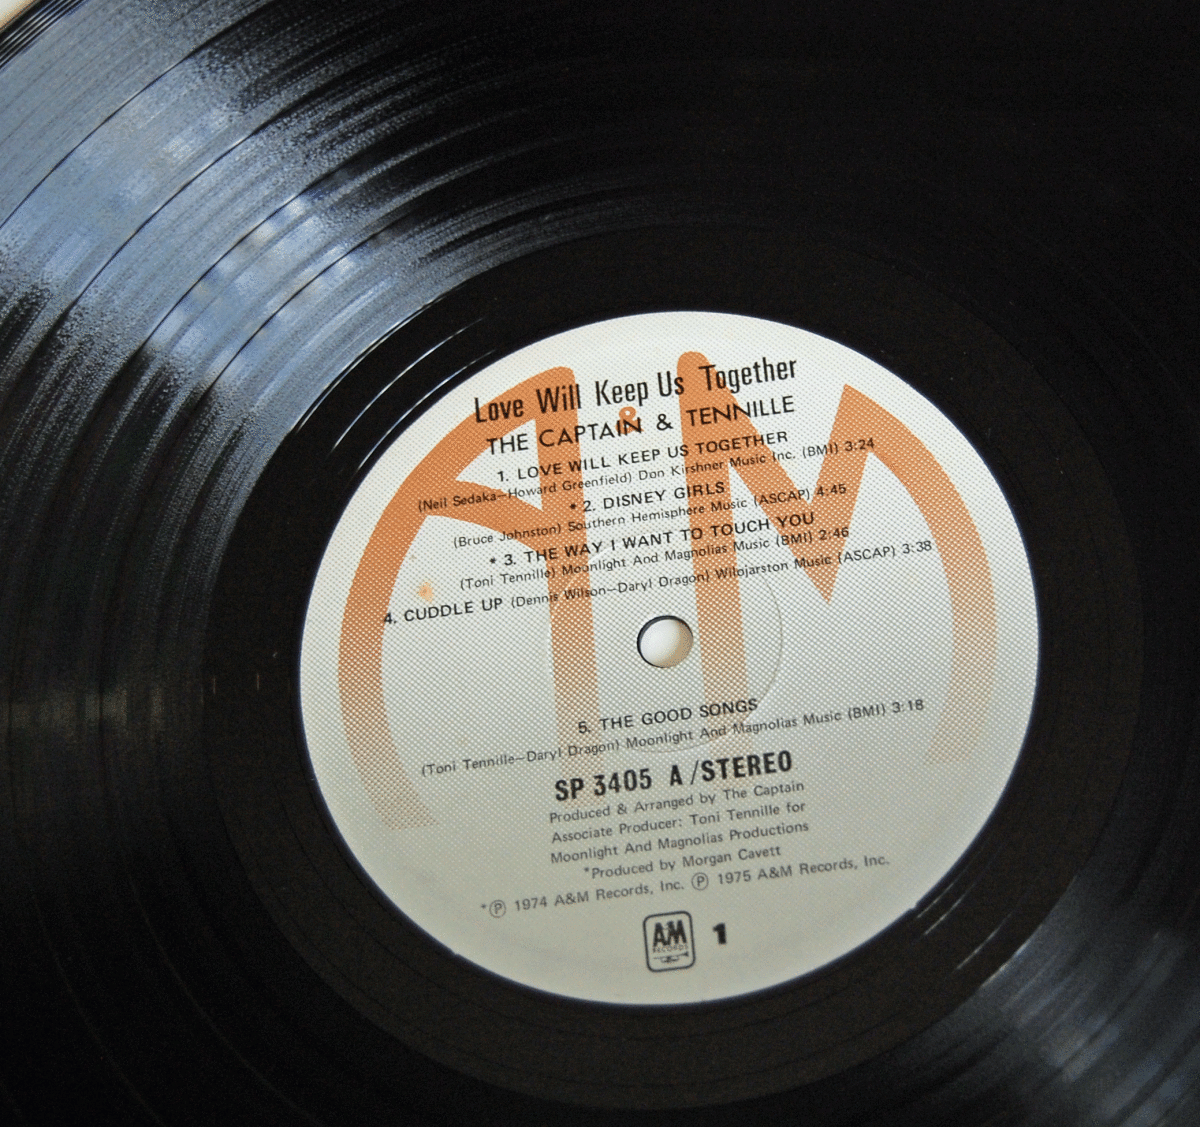 Love Will Keep Us Together
&
THE CAPTAIN & TENNILLE
1. LOVE WILL KEEP US TOGETHER
(Neil Sedaka—Howard Greenfield) Don Kirshner Music Inc. (BMI) 3:24
* 2. DISNEY GIRLS
(Bruce Johnston) Southern Hemisphere Music (ASCAP) 4:45
* 3. THE WAY I WANT TO TOUCH YOU
(Toni Tennille) Moonlight And Magnolias Music (BMI) 2:46
4. CUDDLE UP (Dennis Wilson—Daryl Dragon) Wilojarston Music (ASCAP) 3:38
5. THE GOOD SONGS
(Toni Tennille—Daryl Dragon) Moonlight And Magnolias Music (BMI) 3:18
SP 3405 A /STEREO
Produced & Arranged by The Captain
Associate Producer: Toni Tennille for
Moonlight And Magnolias Productions
*Produced by Morgan Cavett
*℗ 1974 A&M Records, Inc. ℗ 1975 A&M Records, Inc.
A&M 1
RECORDS